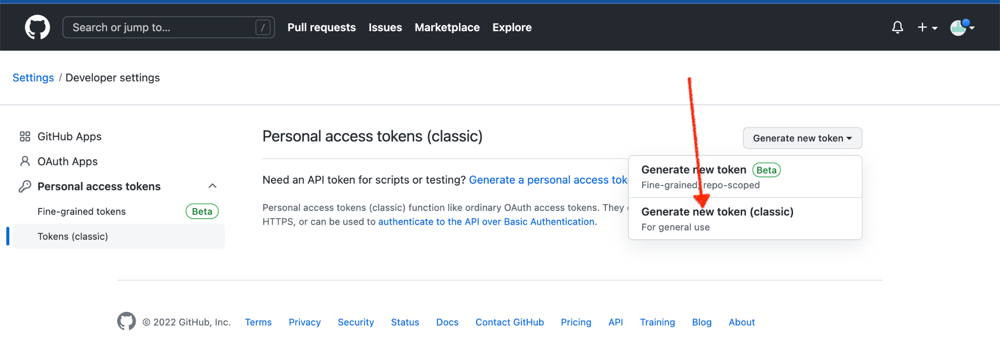 Search or jump to... /
Pull requests Issues Marketplace Explore
Settings / Developer settings
GitHub Apps
OAuth Apps
Personal access tokens
Fine-grained tokens Beta
Tokens (classic)
Personal access tokens (classic)
Generate new token
Need an API token for scripts or testing? Generate a personal access
Personal access tokens (classic) function like ordinary OAuth access tokens. They
HTTPS, or can be used to authenticate to the API over Basic Authentication.
Generate new token Beta
Fine-grained, repo-scoped
Generate new token (classic)
For general use
© 2022 GitHub, Inc. Terms Privacy Security Status Docs Contact GitHub Pricing API Training Blog About